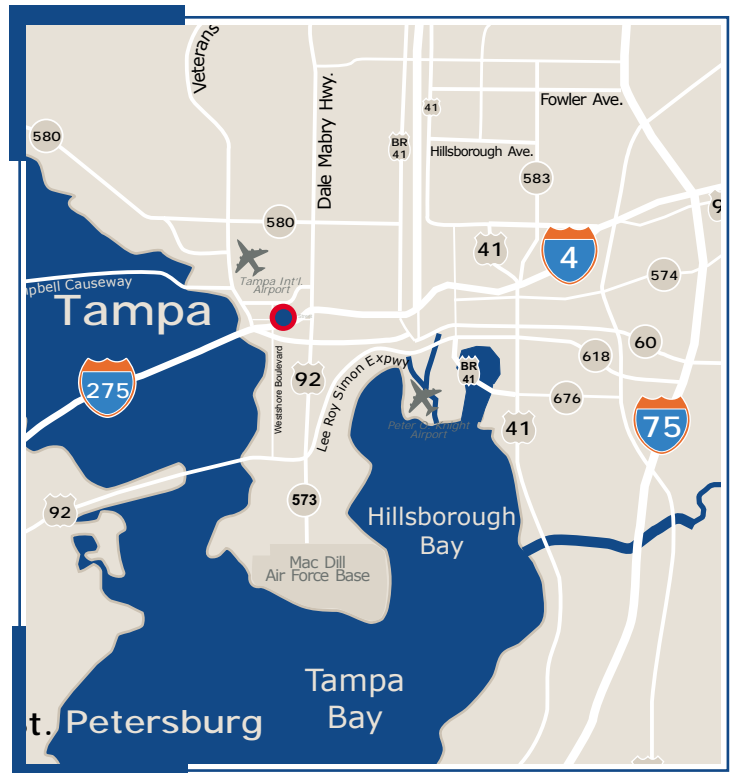 Veterans
Dale Mabry Hwy.
41
Fowler Ave.
580
BR
41
Hillsborough Ave.
583
580
41
4
574
Tampa Int'l.
Airport
Causeway
Tampa
60
618
275
Westshore Boulevard
92
Lee Roy Simon Expwy
BR
41
676
Peter O. Knight
Airport
41
75
92
573
Hillsborough
Bay
Mac Dill
Air Force Base
Tampa
Bay
Petersburg